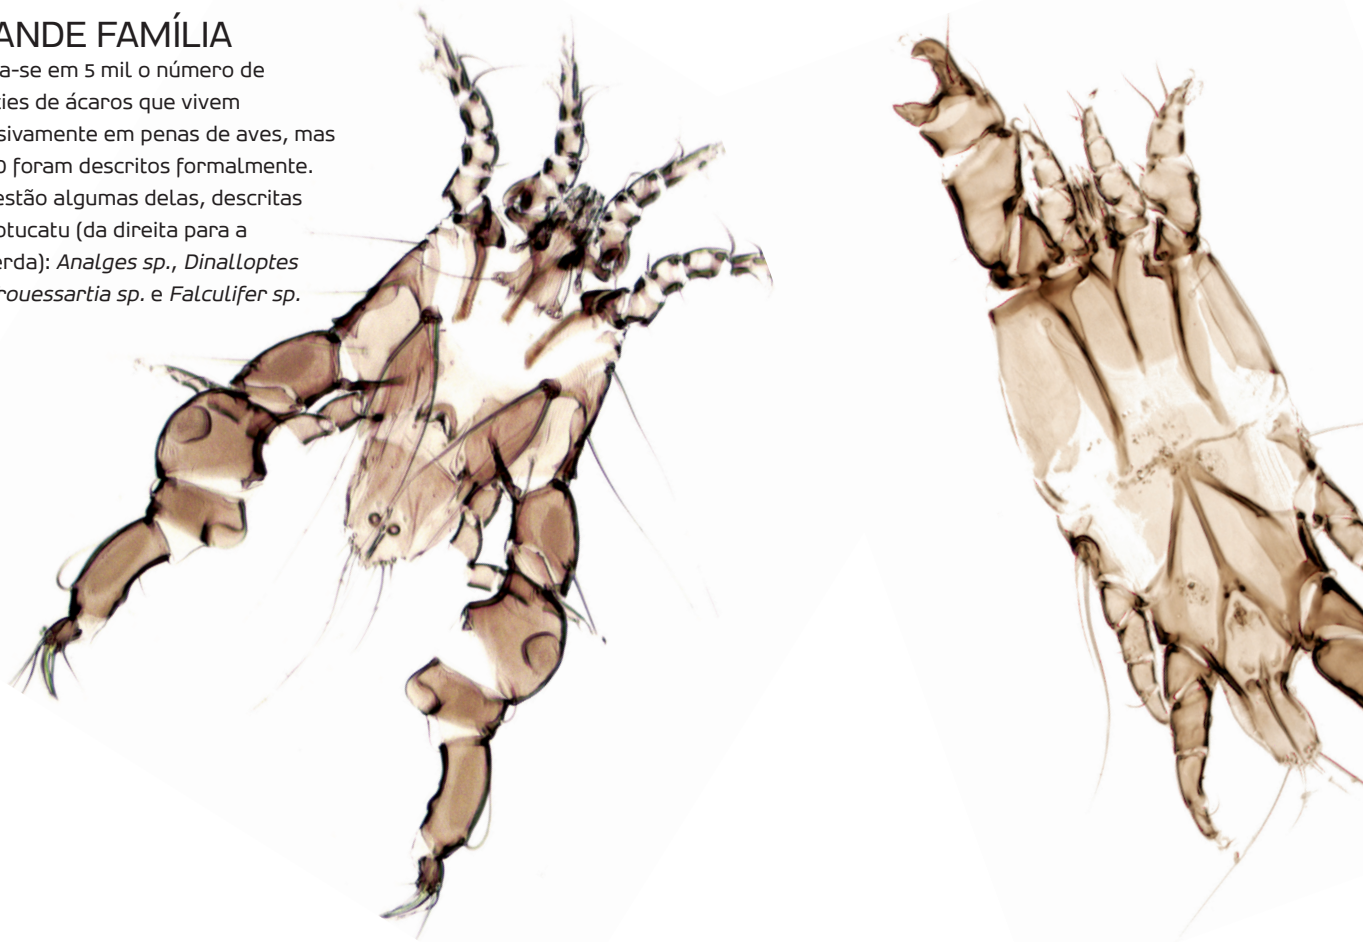 ANDE FAMÍLIA
a-se em 5 mil o número de
ies de ácaros que vivem
sivamente em penas de aves, mas
0 foram descritos formalmente.
estão algumas delas, descritas
otucatu (da direita para a
erda): Analges sp., Dinalloptes
rouessartia sp. e Falculifer sp.